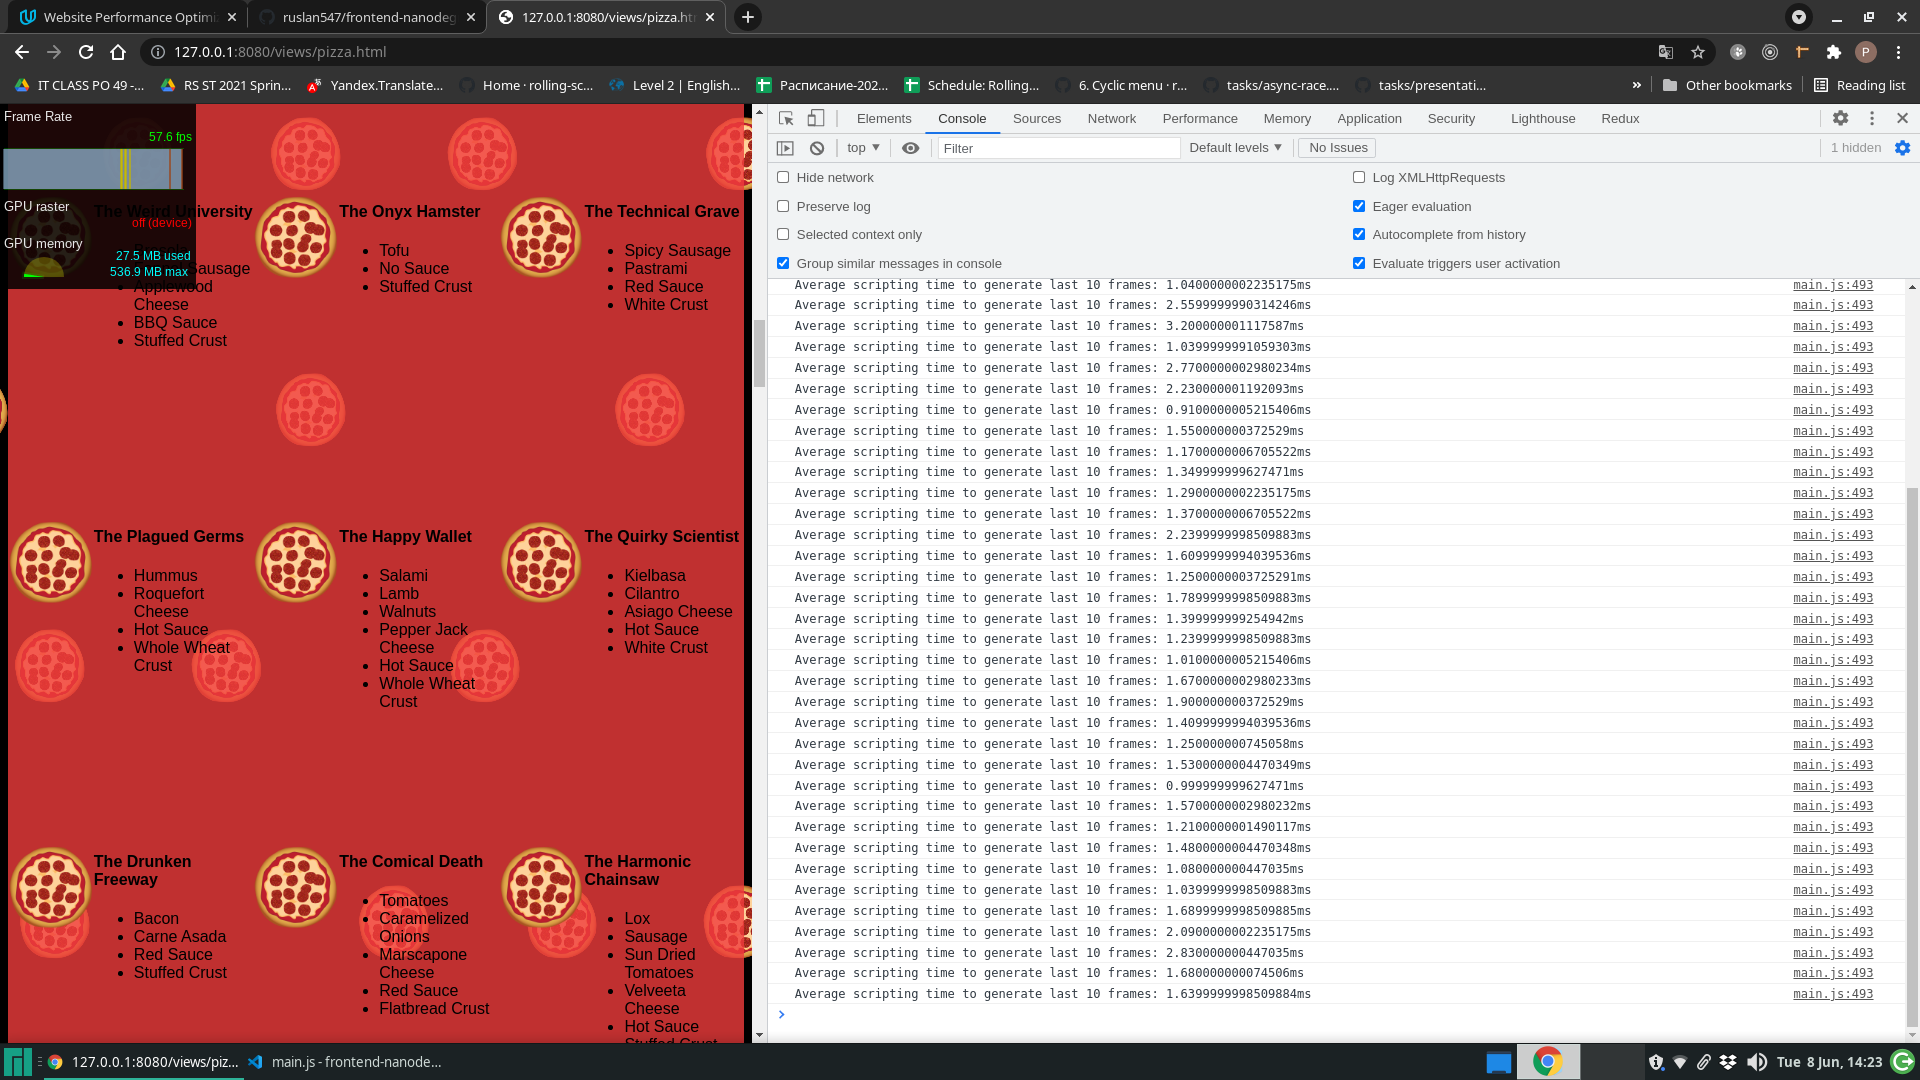 Website Performance Optimi
ruslan547/frontend-nanodeg
127.0.0.1:8080/views/pizza.ht
127.0.0.1:8080/views/pizza.html
P
IT CLASS PO 49 -...
RS ST 2021 Sprin...
Yandex.Translate...
Home · rolling-sc...
Level 2 | English...
Расписание-202...
Schedule: Rolling...
6. Cyclic menu · r...
tasks/async-race....
tasks/presentati...
»
Other bookmarks
Reading list
Frame Rate
57.6 fps
GPU raster
off (device)
GPU memory
27.5 MB used
536.9 MB max
The Weird University
Sausage
Applewood
Cheese
BBQ Sauce
Stuffed Crust
The Onyx Hamster
Tofu
No Sauce
Stuffed Crust
The Technical Grave
Spicy Sausage
Pastrami
Red Sauce
White Crust
The Plagued Germs
Hummus
Roquefort
Cheese
Hot Sauce
Whole Wheat
Crust
The Happy Wallet
Salami
Lamb
Walnuts
Pepper Jack
Cheese
Hot Sauce
Whole Wheat
Crust
The Quirky Scientist
Kielbasa
Cilantro
Asiago Cheese
Hot Sauce
White Crust
The Drunken
Freeway
Bacon
Carne Asada
Red Sauce
Stuffed Crust
The Comical Death
Tomatoes
Caramelized
Onions
Marscapone
Cheese
Red Sauce
Flatbread Crust
The Harmonic
Chainsaw
Lox
Sausage
Sun Dried
Tomatoes
Velveeta
Cheese
Hot Sauce
Stuffed Crust
Elements Console Sources Network Performance Memory Application Security Lighthouse Redux
top Filter Default levels No Issues 1 hidden
Hide network Log XMLHttpRequests
Preserve log Eager evaluation
Selected context only Autocomplete from history
Group similar messages in console Evaluate triggers user activation
Average scripting time to generate last 10 frames: 1.0400000002235175ms main.js:493
Average scripting time to generate last 10 frames: 2.5599999990314246ms main.js:493
Average scripting time to generate last 10 frames: 3.200000001117587ms main.js:493
Average scripting time to generate last 10 frames: 1.0399999991059303ms main.js:493
Average scripting time to generate last 10 frames: 2.7700000002980234ms main.js:493
Average scripting time to generate last 10 frames: 2.230000001192093ms main.js:493
Average scripting time to generate last 10 frames: 0.9100000005215406ms main.js:493
Average scripting time to generate last 10 frames: 1.550000000372529ms main.js:493
Average scripting time to generate last 10 frames: 1.1700000006705522ms main.js:493
Average scripting time to generate last 10 frames: 1.349999999627471ms main.js:493
Average scripting time to generate last 10 frames: 1.2900000002235175ms main.js:493
Average scripting time to generate last 10 frames: 1.3700000006705522ms main.js:493
Average scripting time to generate last 10 frames: 2.2399999998509883ms main.js:493
Average scripting time to generate last 10 frames: 1.6099999994039536ms main.js:493
Average scripting time to generate last 10 frames: 1.2500000003725291ms main.js:493
Average scripting time to generate last 10 frames: 1.7899999998509883ms main.js:493
Average scripting time to generate last 10 frames: 1.399999999254942ms main.js:493
Average scripting time to generate last 10 frames: 1.2399999998509883ms main.js:493
Average scripting time to generate last 10 frames: 1.0100000005215406ms main.js:493
Average scripting time to generate last 10 frames: 1.6700000002980233ms main.js:493
Average scripting time to generate last 10 frames: 1.900000000372529ms main.js:493
Average scripting time to generate last 10 frames: 1.4099999994039536ms main.js:493
Average scripting time to generate last 10 frames: 1.250000000745058ms main.js:493
Average scripting time to generate last 10 frames: 1.5300000004470349ms main.js:493
Average scripting time to generate last 10 frames: 0.999999999627471ms main.js:493
Average scripting time to generate last 10 frames: 1.5700000002980232ms main.js:493
Average scripting time to generate last 10 frames: 1.2100000001490117ms main.js:493
Average scripting time to generate last 10 frames: 1.4800000004470348ms main.js:493
Average scripting time to generate last 10 frames: 1.080000000447035ms main.js:493
Average scripting time to generate last 10 frames: 1.0399999998509883ms main.js:493
Average scripting time to generate last 10 frames: 1.6899999998509885ms main.js:493
Average scripting time to generate last 10 frames: 2.0900000002235175ms main.js:493
Average scripting time to generate last 10 frames: 2.830000000447035ms main.js:493
Average scripting time to generate last 10 frames: 1.680000000074506ms main.js:493
Average scripting time to generate last 10 frames: 1.6399999998509884ms main.js:493
127.0.0.1:8080/views/piz...
main.js - frontend-nanode...
Tue 8 Jun, 14:23